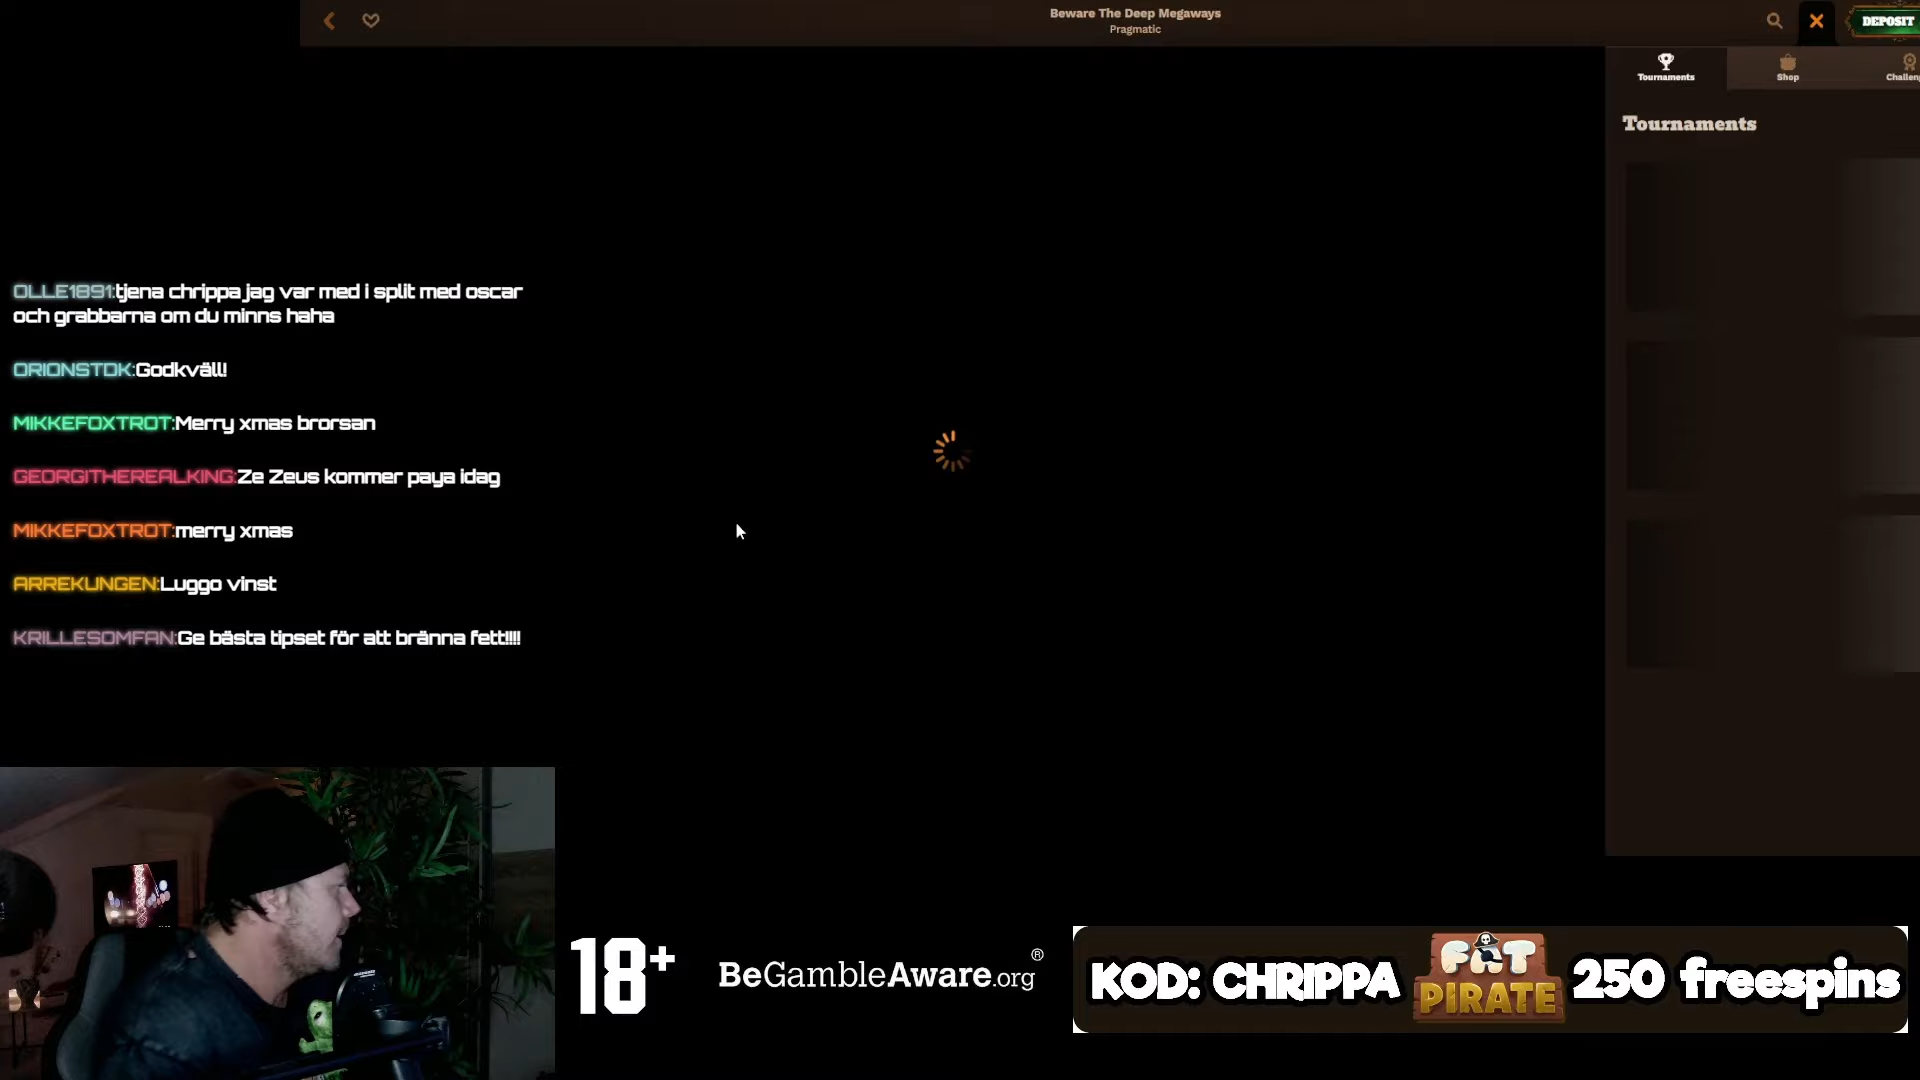 Beware The Deep Megaways
Pragmatic
DEPOSIT
Tournaments
Shop
Tournaments
OLLE1891:tjena chrippa jag var med i split med oscar
och grabbarna om du minns haha
ORIONSTDK:Godkväll!
MIKKEFOXTROT:Merry xmas brorsan
GEORGITHEREALKING:Ze Zeus kommer paya idag
MIKKEFOXTROT:merry xmas
ARREKUNGEN:Luggo vinst
KRILLESOMFAN:Ge bästa tipset för att bränna fett!!!!
18+
BeGambleAware.org®
KOD: CHRIPPA
FAT
PIRATE
250 freespins